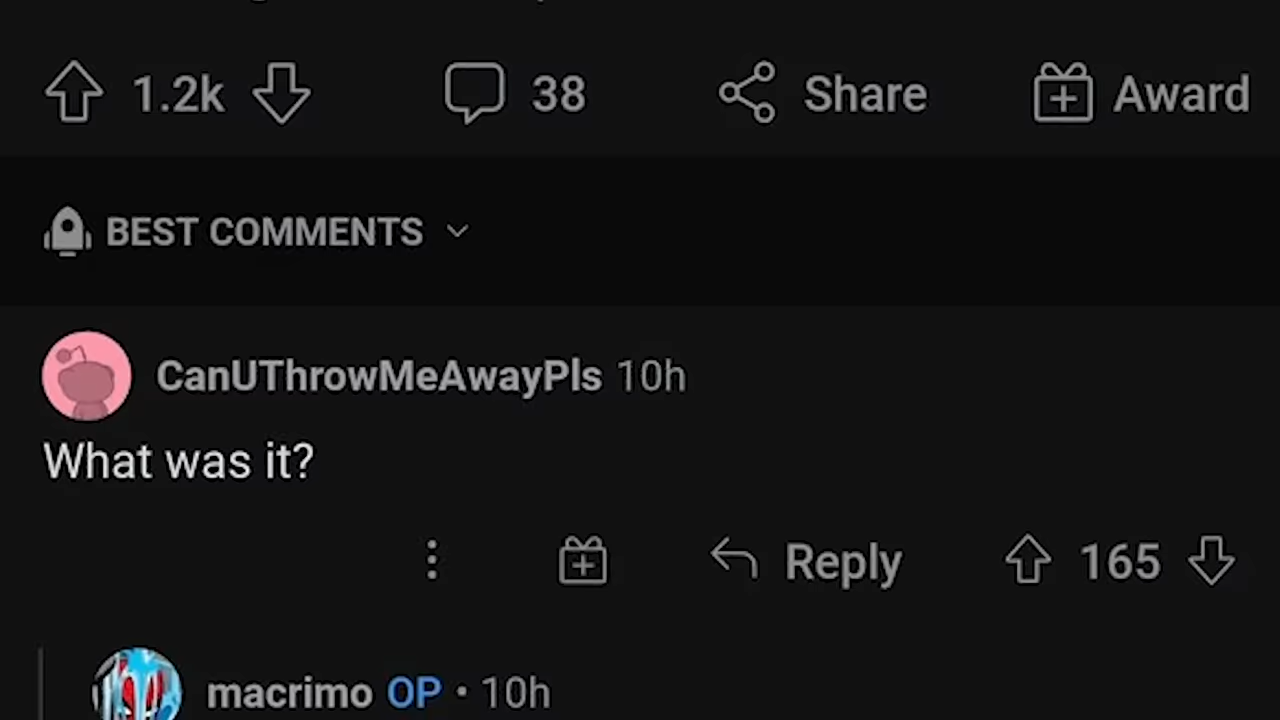 1.2k 38 Share Award
BEST COMMENTS
CanUThrowMeAwayPls 10h
What was it?
Reply 165
macrimo OP • 10h